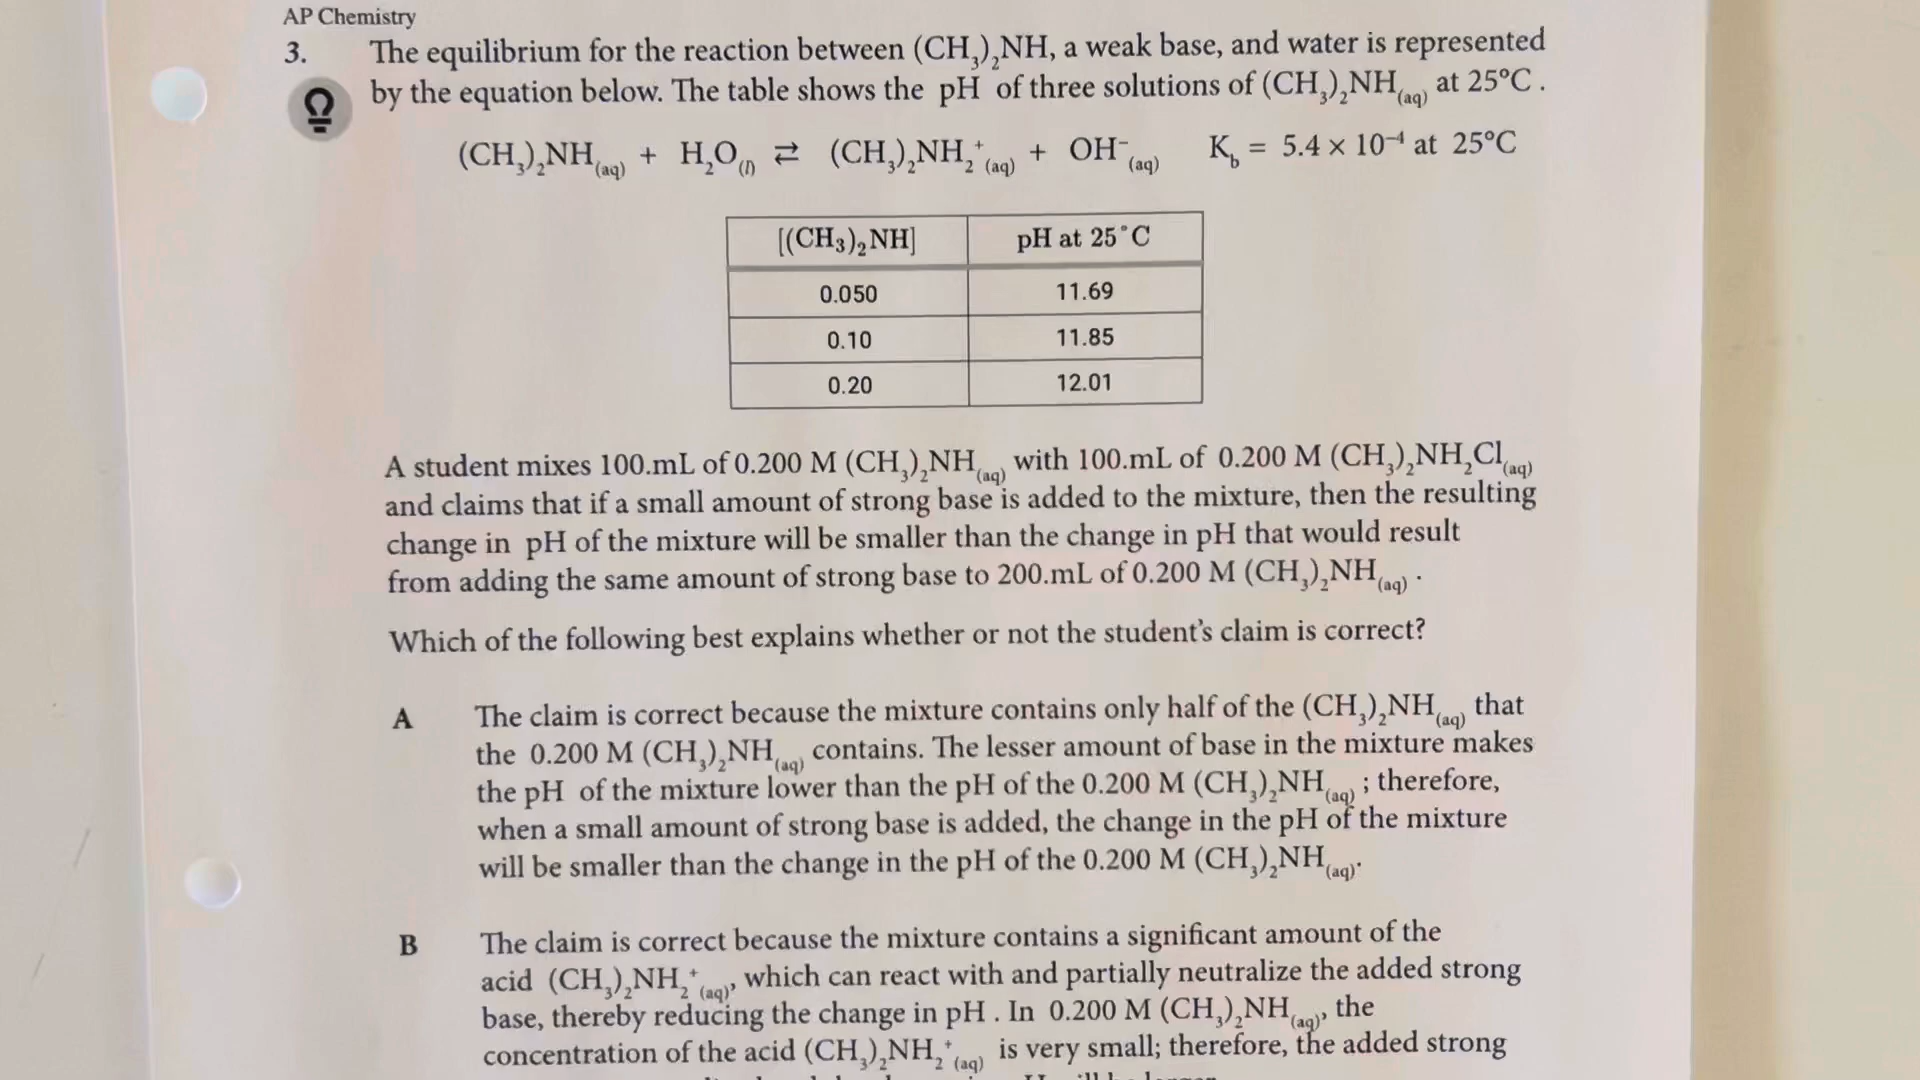 AP Chemistry
3. The equilibrium for the reaction between (CH₃)₂NH, a weak base, and water is represented
by the equation below. The table shows the pH of three solutions of (CH₃)₂NH(aq) at 25°C .
(CH₃)₂NH(aq) + H₂O(l) ⇄ (CH₃)₂NH₂⁺(aq) + OH⁻(aq) K_b = 5.4 × 10⁻⁴ at 25°C
[(CH₃)₂NH] pH at 25°C
0.050 11.69
0.10 11.85
0.20 12.01
A student mixes 100.mL of 0.200 M (CH₃)₂NH(aq) with 100.mL of 0.200 M (CH₃)₂NH₂Cl(aq)
and claims that if a small amount of strong base is added to the mixture, then the resulting
change in pH of the mixture will be smaller than the change in pH that would result
from adding the same amount of strong base to 200.mL of 0.200 M (CH₃)₂NH(aq) .
Which of the following best explains whether or not the student's claim is correct?
A The claim is correct because the mixture contains only half of the (CH₃)₂NH(aq) that
the 0.200 M (CH₃)₂NH(aq) contains. The lesser amount of base in the mixture makes
the pH of the mixture lower than the pH of the 0.200 M (CH₃)₂NH(aq) ; therefore,
when a small amount of strong base is added, the change in the pH of the mixture
will be smaller than the change in the pH of the 0.200 M (CH₃)₂NH(aq).
B The claim is correct because the mixture contains a significant amount of the
acid (CH₃)₂NH₂⁺(aq), which can react with and partially neutralize the added strong
base, thereby reducing the change in pH . In 0.200 M (CH₃)₂NH(aq), the
concentration of the acid (CH₃)₂NH₂⁺(aq) is very small; therefore, the added strong